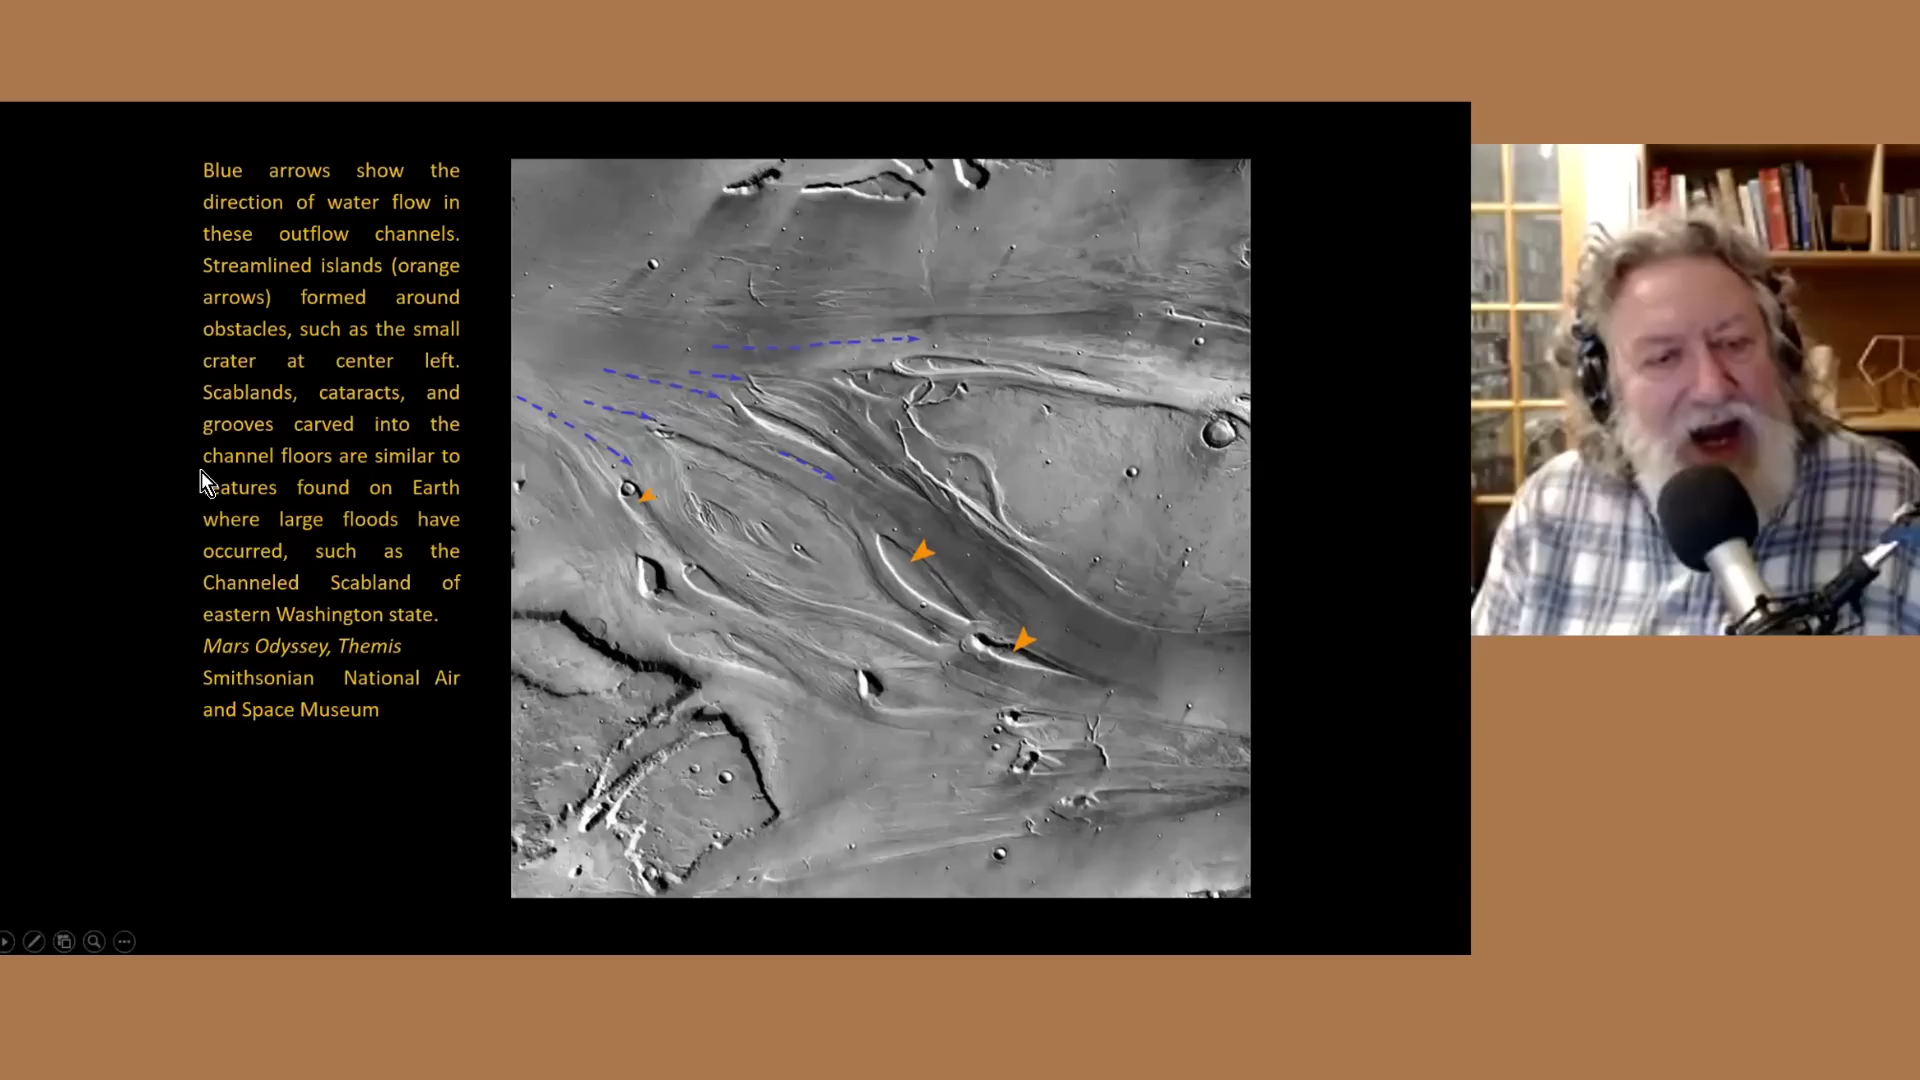 Blue arrows show the
direction of water flow in
these outflow channels.
Streamlined islands (orange
arrows) formed around
obstacles, such as the small
crater at center left.
Scablands, cataracts, and
grooves carved into the
channel floors are similar to
features found on Earth
where large floods have
occurred, such as the
Channeled Scabland of
eastern Washington state.
Mars Odyssey, Themis
Smithsonian National Air
and Space Museum